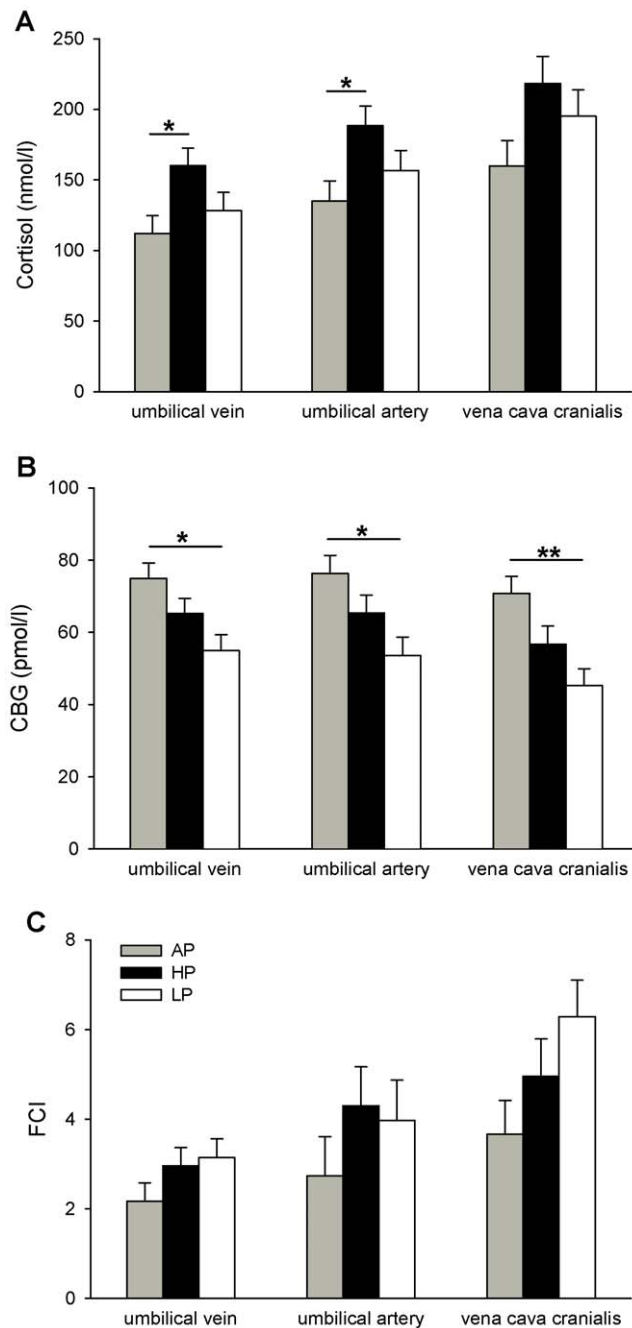 A
250
200
150
100
50
0
Cortisol (nmol/l)
*
*
umbilical vein umbilical artery vena cava cranialis
B
100
80
60
40
20
0
CBG (pmol/l)
*
*
**
umbilical vein umbilical artery vena cava cranialis
C
8
6
4
2
0
FCI
AP
HP
LP
umbilical vein umbilical artery vena cava cranialis